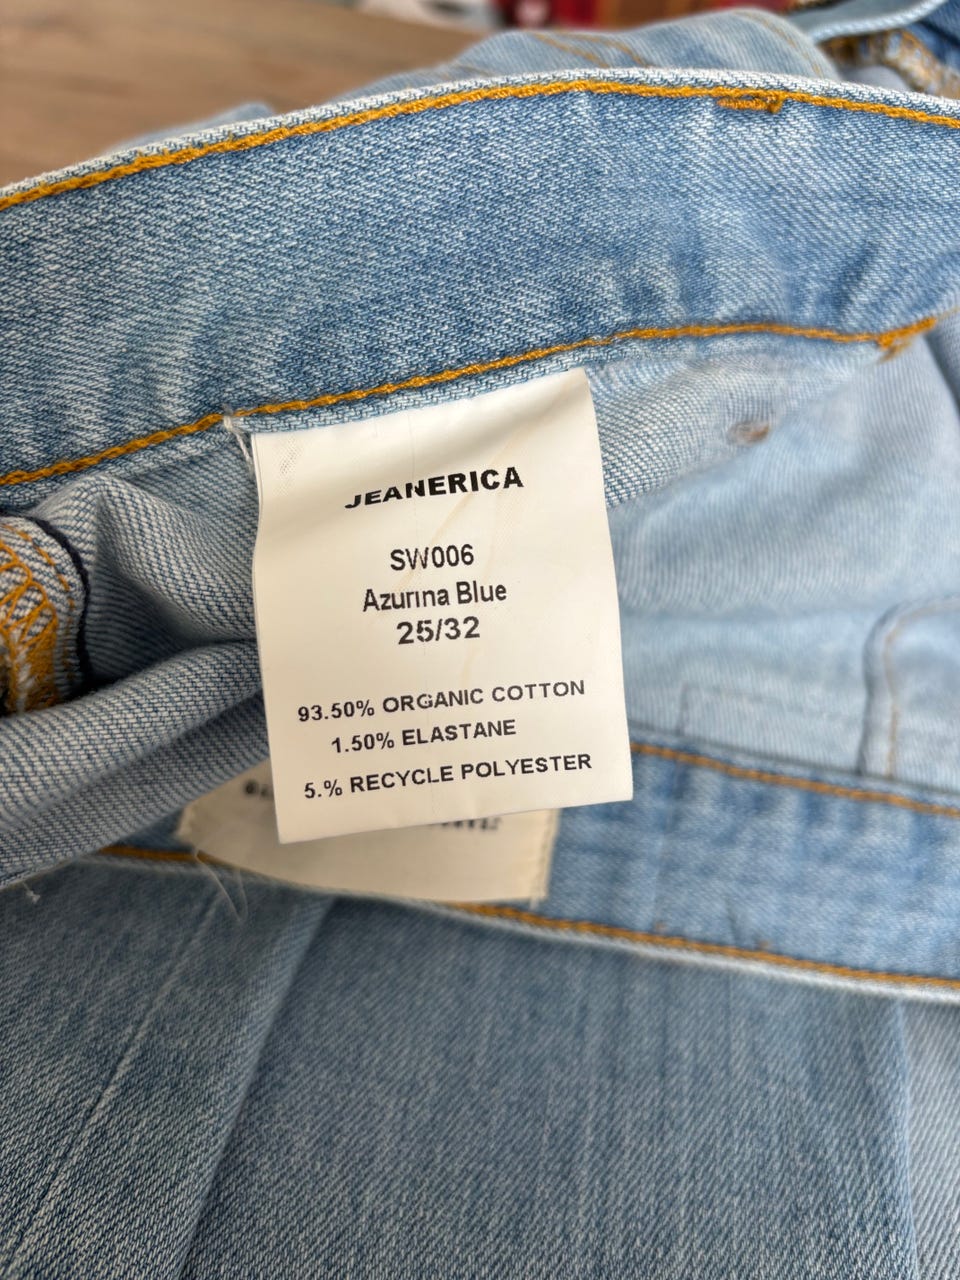 JEANERICA
SW006
Azurina Blue
25/32
93.50% ORGANIC COTTON
1.50% ELASTANE
5.% RECYCLE POLYESTER